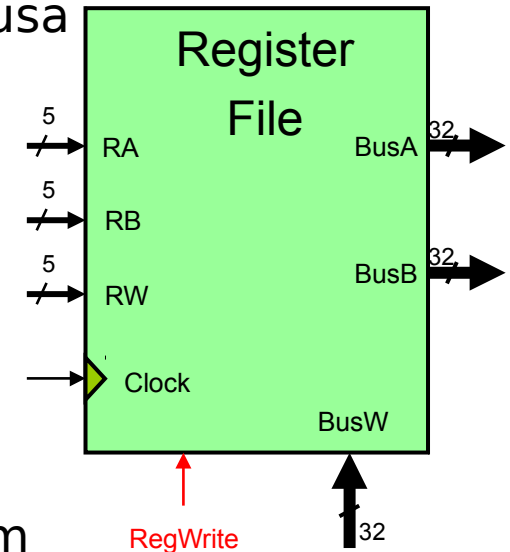 usa
Register
File
5
RA
32
BusA
5
RB
32
BusB
5
RW
Clock
BusW
RegWrite
32
m